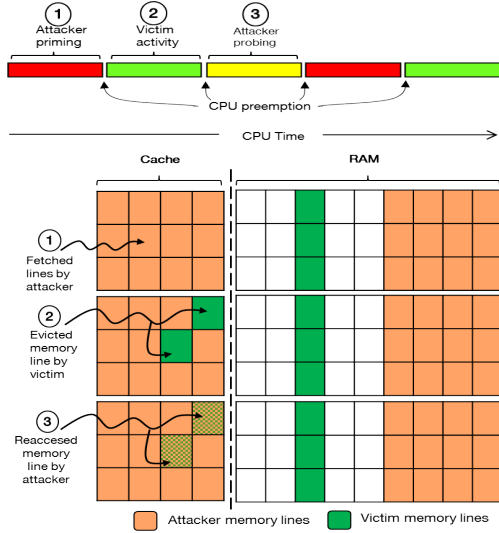 1
2
3
Attacker
priming
Victim
activity
Attacker
probing
CPU preemption
CPU Time
Cache
RAM
1
Fetched
lines by
attacker
2
Evicted
memory
line by
victim
3
Reaccesed
memory
line by
attacker
Attacker memory lines
Victim memory lines